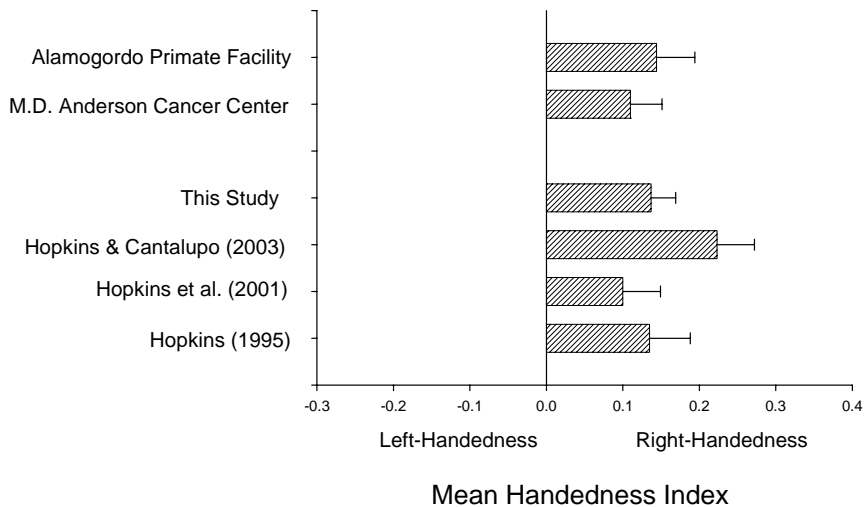 Alamogordo Primate Facility
M.D. Anderson Cancer Center
This Study
Hopkins & Cantalupo (2003)
Hopkins et al. (2001)
Hopkins (1995)
-0.3 -0.2 -0.1 0.0 0.1 0.2 0.3 0.4
Left-Handedness Right-Handedness
Mean Handedness Index